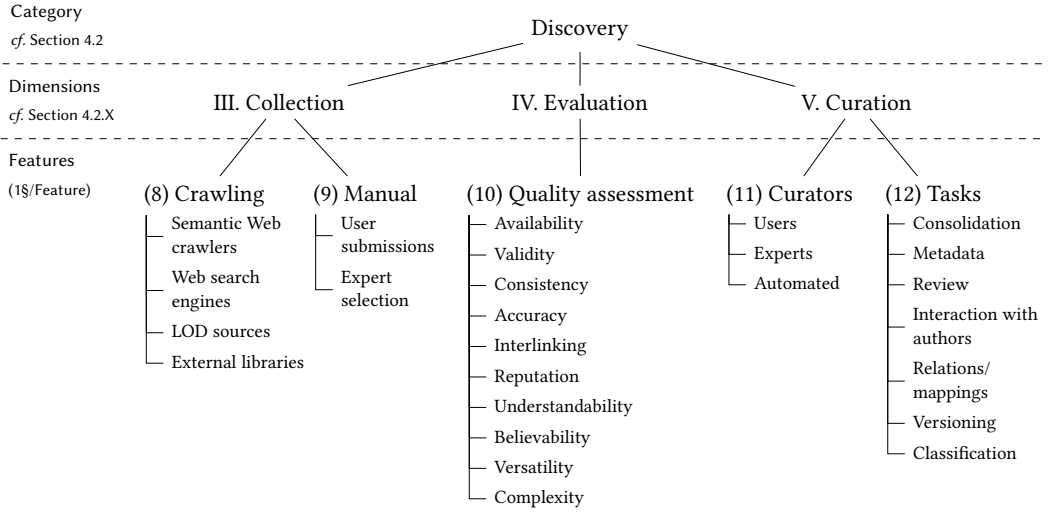 Category
cf. Section 4.2
Discovery
Dimensions
cf. Section 4.2.X
III. Collection
IV. Evaluation
V. Curation
Features
(1§/Feature)
(8) Crawling
Semantic Web
crawlers
Web search
engines
LOD sources
External libraries
(9) Manual
User
submissions
Expert
selection
(10) Quality assessment
Availability
Validity
Consistency
Accuracy
Interlinking
Reputation
Understandability
Believability
Versatility
Complexity
(11) Curators
Users
Experts
Automated
(12) Tasks
Consolidation
Metadata
Review
Interaction with
authors
Relations/
mappings
Versioning
Classification